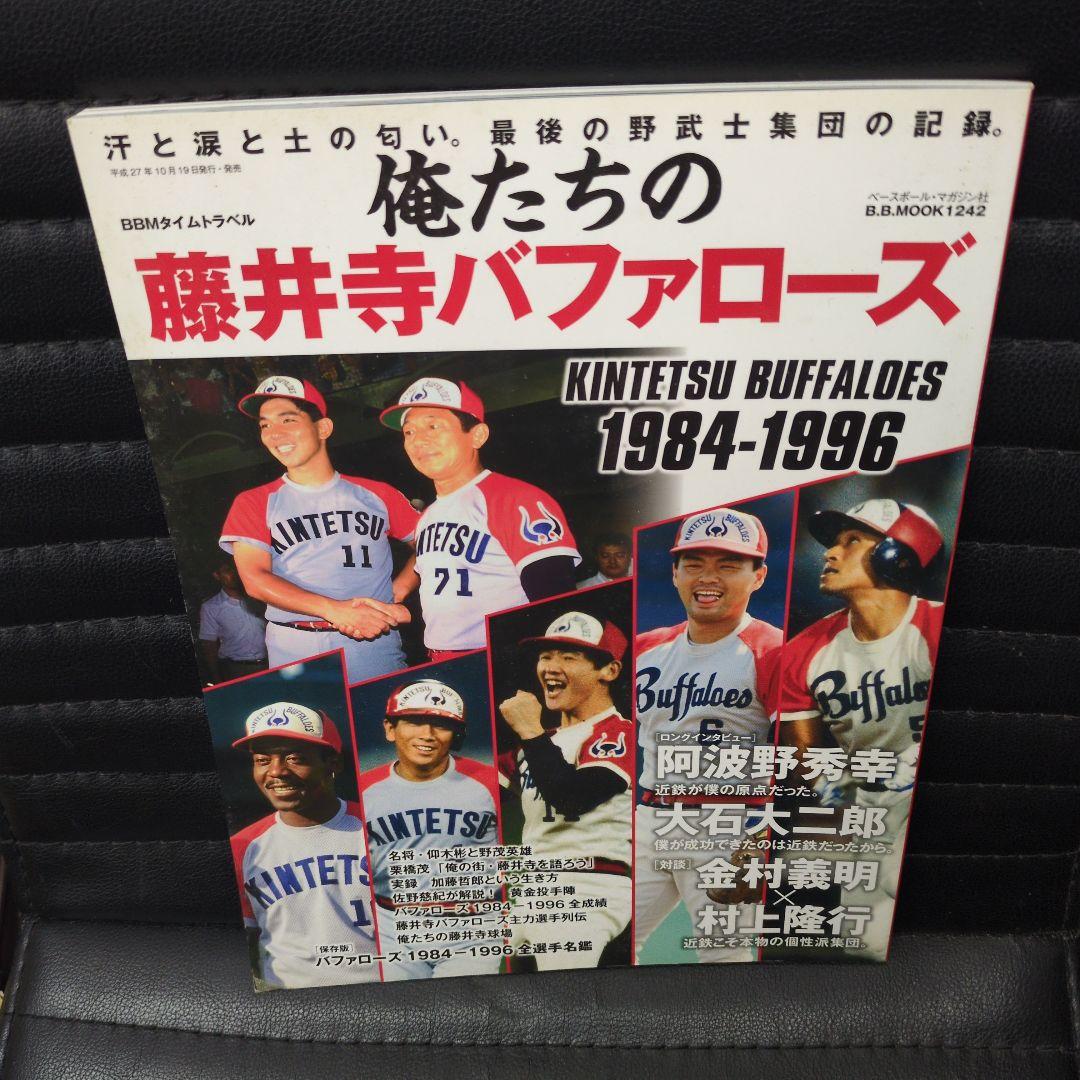 汗と涙と土の匂い。最後の野武士集団の記録。
平成27年10月19日発行・発売
俺たちの
ベースボール・マガジン社
B.B.MOOK1242
BBMタイムトラベル
藤井寺バファローズ
KINTETSU BUFFALOES
1984-1996
KINTETSU
11
KINTETSU
71
KINTETSU BUFFALOES
KINTETSU
KINTETSU
Buffaloes
Buffaloes
[ロングインタビュー]
阿波野秀幸
近鉄が僕の原点だった。
大石大二郎
僕が成功できたのは近鉄だったから。
[対談]
金村義明
×
村上隆行
近鉄こそ本物の個性派集団。
名将・仰木彬と野茂英雄
栗橋茂「俺の街・藤井寺を語ろう」
実録 加藤哲郎という生き方
佐野慈紀が解説! 黄金投手陣
バファローズ1984-1996全成績
藤井寺バファローズ主力選手列伝
俺たちの藤井寺球場
[保存版]
バファローズ1984-1996全選手名鑑